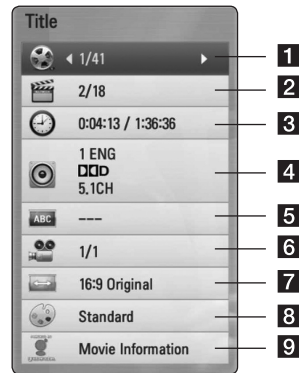 Title
1/41
1
2/18
2
0:04:13 / 1:36:36
3
1 ENG
DD D
5.1CH
4
ABC
---
5
1/1
6
16:9 Original
7
Standard
8
Movie Information
9